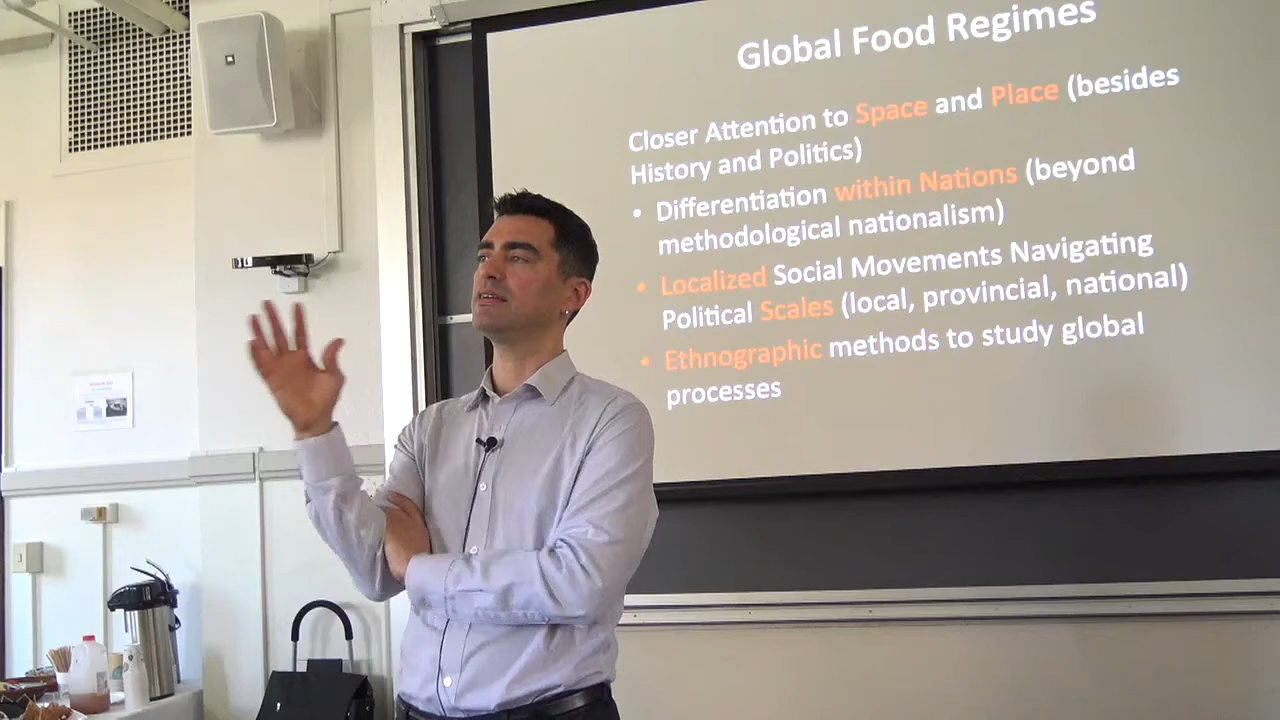 Global Food Regimes
Closer Attention to Space and Place (besides
History and Politics)
• Differentiation within Nations (beyond
methodological nationalism)
• Localized Social Movements Navigating
Political Scales (local, provincial, national)
• Ethnographic methods to study global
processes